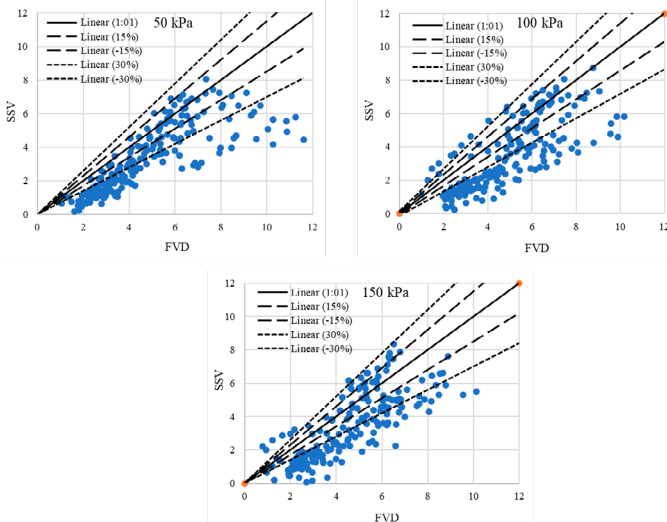 50 kPa
Linear (1:01)
Linear (15%)
Linear (-15%)
Linear (30%)
Linear (-30%)
12
10
8
6
4
2
0
SSV
0 2 4 6 8 10 12
FVD
100 kPa
Linear (1:01)
Linear (15%)
Linear (-15%)
Linear (30%)
Linear (-30%)
12
10
8
6
4
2
0
SSV
0 2 4 6 8 10 12
FVD
150 kPa
Linear (1:01)
Linear (15%)
Linear (-15%)
Linear (30%)
Linear (-30%)
12
10
8
6
4
2
0
SSV
0 2 4 6 8 10 12
FVD